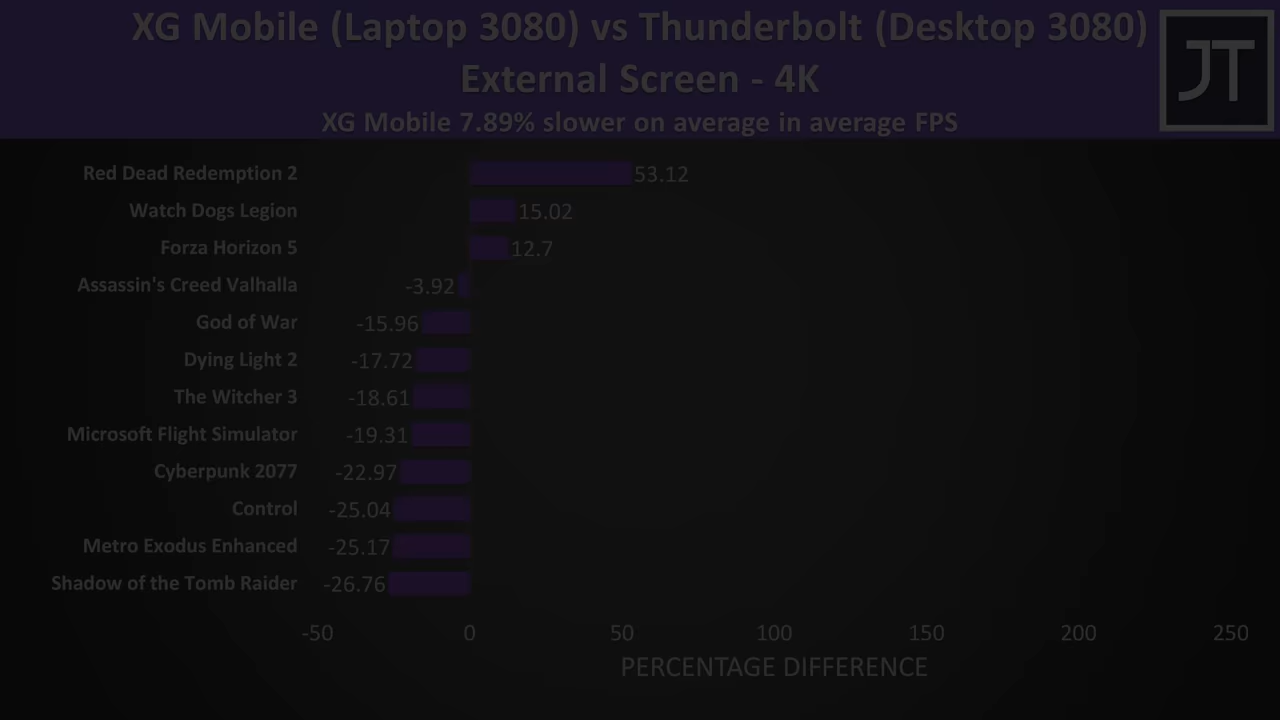 XG Mobile (Laptop 3080) vs Thunderbolt (Desktop 3080)
External Screen - 4K
XG Mobile 7.89% slower on average in average FPS
JT
Red Dead Redemption 2 53.12
Watch Dogs Legion 15.02
Forza Horizon 5 12.7
Assassin's Creed Valhalla -3.92
God of War -15.96
Dying Light 2 -17.72
The Witcher 3 -18.61
Microsoft Flight Simulator -19.31
Cyberpunk 2077 -22.97
Control -25.04
Metro Exodus Enhanced -25.17
Shadow of the Tomb Raider -26.76
-50 0 50 100 150 200 250
PERCENTAGE DIFFERENCE